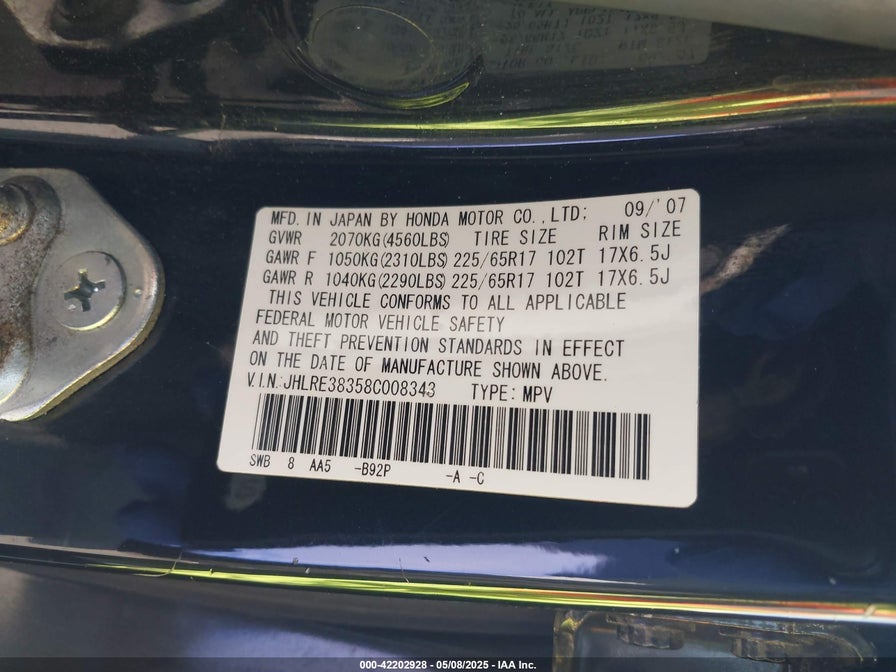 MFD. IN JAPAN BY HONDA MOTOR CO.,LTD; 09/'07
GVWR 2070KG(4560LBS) TIRE SIZE RIM SIZE
GAWR F 1050KG(2310LBS) 225/65R17 102T 17X6.5J
GAWR R 1040KG(2290LBS) 225/65R17 102T 17X6.5J
THIS VEHICLE CONFORMS TO ALL APPLICABLE
FEDERAL MOTOR VEHICLE SAFETY
AND THEFT PREVENTION STANDARDS IN EFFECT
ON THE DATE OF MANUFACTURE SHOWN ABOVE.
V.I.N.:JHLRE38358C008343 TYPE: MPV
SWB 8 AA5 -B92P -A -C
000-42202928 - 05/08/2025 - IAA Inc.